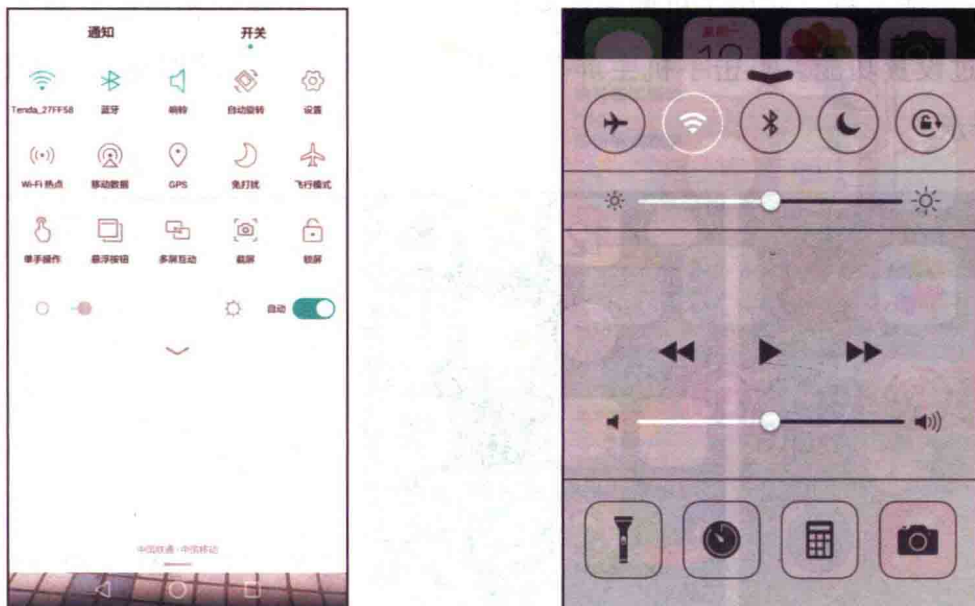 通知 开关
Tenda_27FF58 蓝牙 响铃 自动旋转 设置
Wi-Fi 热点 移动数据 GPS 免打扰 飞行模式
单手操作 悬浮按钮 多屏互动 截屏 锁屏
自动
中国联通 · 中国移动
星期一